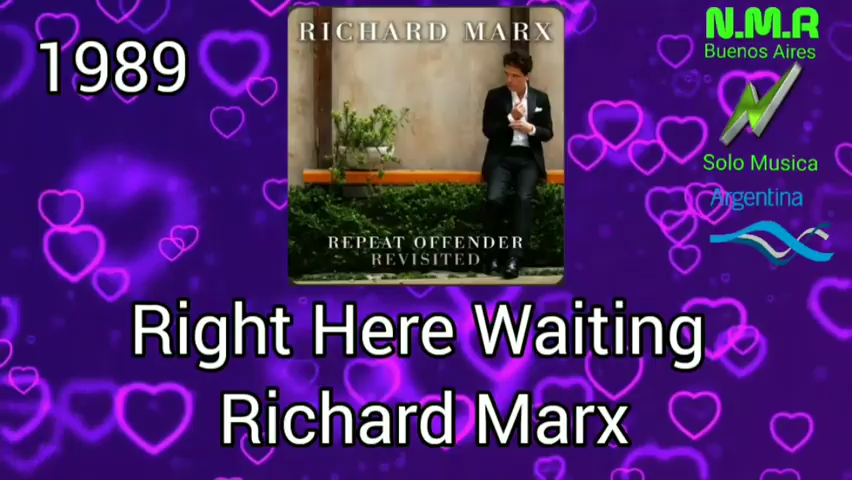 1989
RICHARD MARX
REPEAT OFFENDER
REVISITED
N.M.R
Buenos Aires
Solo Musica
Argentina
Right Here Waiting
Richard Marx